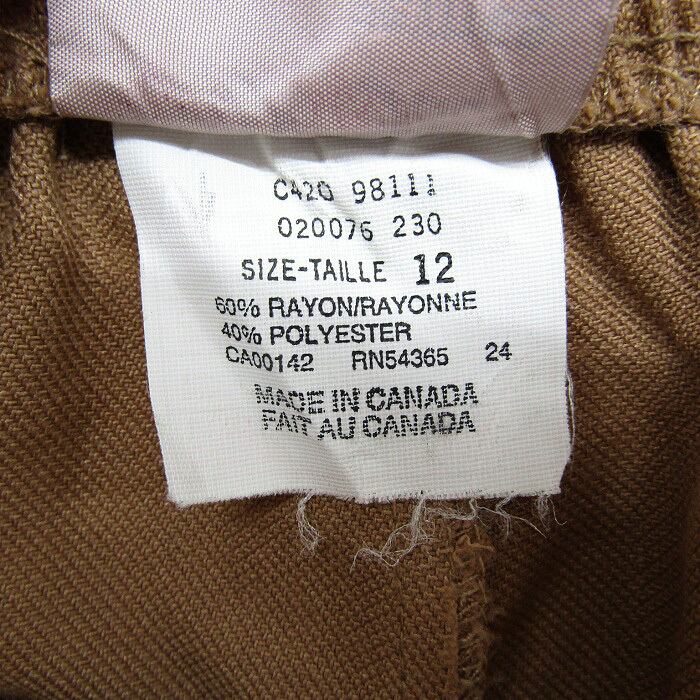 C420 98111
020076 230
SIZE-TAILLE 12
60% RAYON/RAYONNE
40% POLYESTER
CA00142 RN54365 24
MADE IN CANADA
FAIT AU CANADA